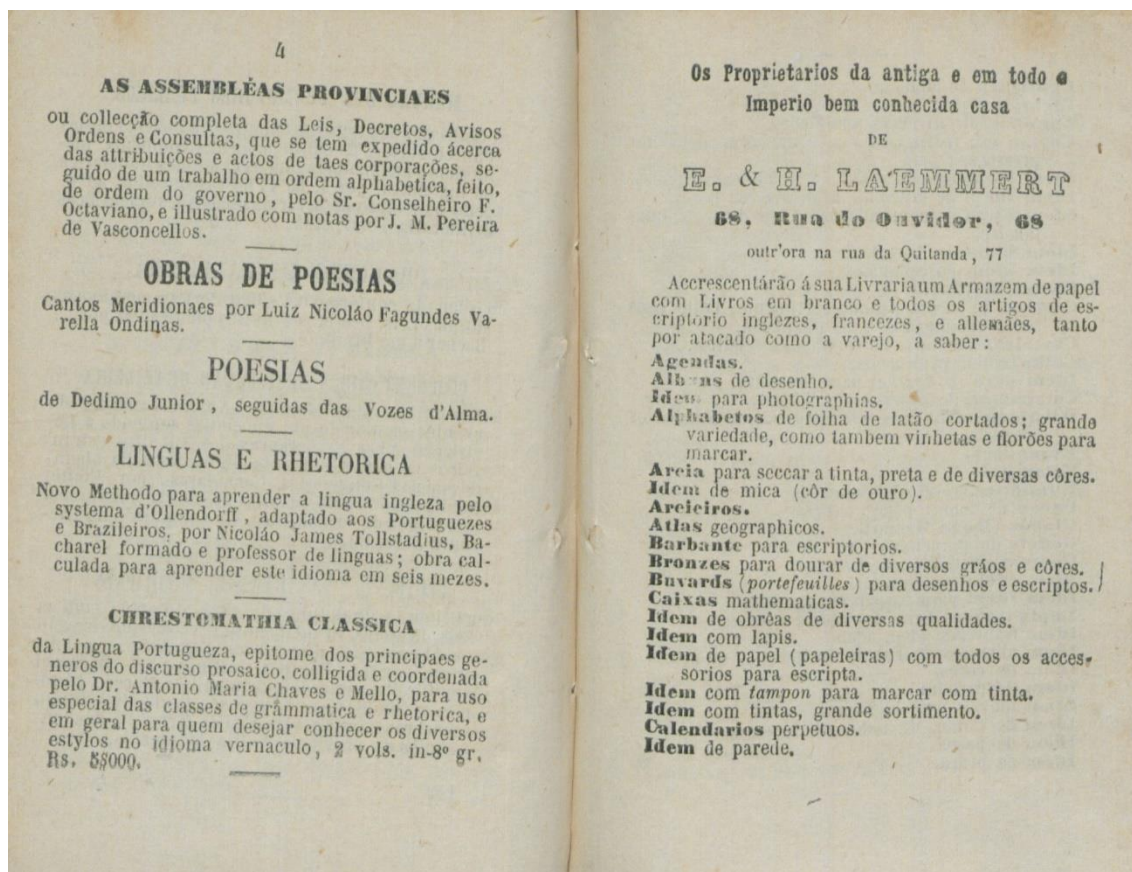 4
AS ASSEMBLÉAS PROVINCIAES
ou collecção completa das Leis, Decretos, Avisos
Ordens e Consultas, que se tem expedido ácerca
das attribuições e actos de taes corporações, se-
guido de um trabalho em ordem alphabetica, feito,
de ordem do governo, pelo Sr. Conselheiro F.
Octaviano, e illustrado com notas por J. M. Pereira
de Vasconcellos.
OBRAS DE POESIAS
Cantos Meridionaes por Luiz Nicoláo Fagundes Va-
rella Ondinas.
POESIAS
de Dedimo Junior, seguidas das Vozes d'Alma.
LINGUAS E RHETORICA
Novo Methodo para aprender a lingua ingleza pelo
systema d'Ollendorff, adaptado aos Portuguezes
e Brazileiros, por Nicoláo James Tollstadius, Ba-
charel formado e professor de linguas; obra cal-
culada para aprender este idioma em seis mezes.
CHRESTOMATHIA CLASSICA
da Lingua Portugueza, epitome dos principaes ge-
neros do discurso prosaico, colligida e coordenada
pelo Dr. Antonio Maria Chaves e Mello, para uso
especial das classes de grãmmatica e rhetorica, e
em geral para quem desejar conhecer os diversos
estylos no idioma vernaculo, 2 vols. in-8º gr.
Rs. 5$000.
Os Proprietarios da antiga e em todo o
Imperio bem conhecida casa
DE
E. & H. LAEMMERT
68, Rua do Ouvidor, 68
outr'ora na rua da Quitanda, 77
Accrescentárão á sua Livraria um Armazem de papel
com Livros em branco e todos os artigos de es-
criptorio inglezes, francezes, e allemães, tanto
por atacado como a varejo, a saber:
Agendas.
Albuns de desenho.
Idem para photographias.
Alphabetos de folha de latão cortados; grande
variedade, como tambem vinhetas e florões para
marcar.
Areia para seccar a tinta, preta e de diversas côres.
Idem de mica (côr de ouro).
Areieiros.
Atlas geographicos.
Barbante para escriptorios.
Bronzes para dourar de diversos gráos e côres.
Buvards (portefeuilles) para desenhos e escriptos.
Caixas mathematicas.
Idem de obrêas de diversas qualidades.
Idem com lapis.
Idem de papel (papeleiras) com todos os acces-
sorios para escripta.
Idem com tampon para marcar com tinta.
Idem com tintas, grande sortimento.
Calendarios perpetuos.
Idem de parede.